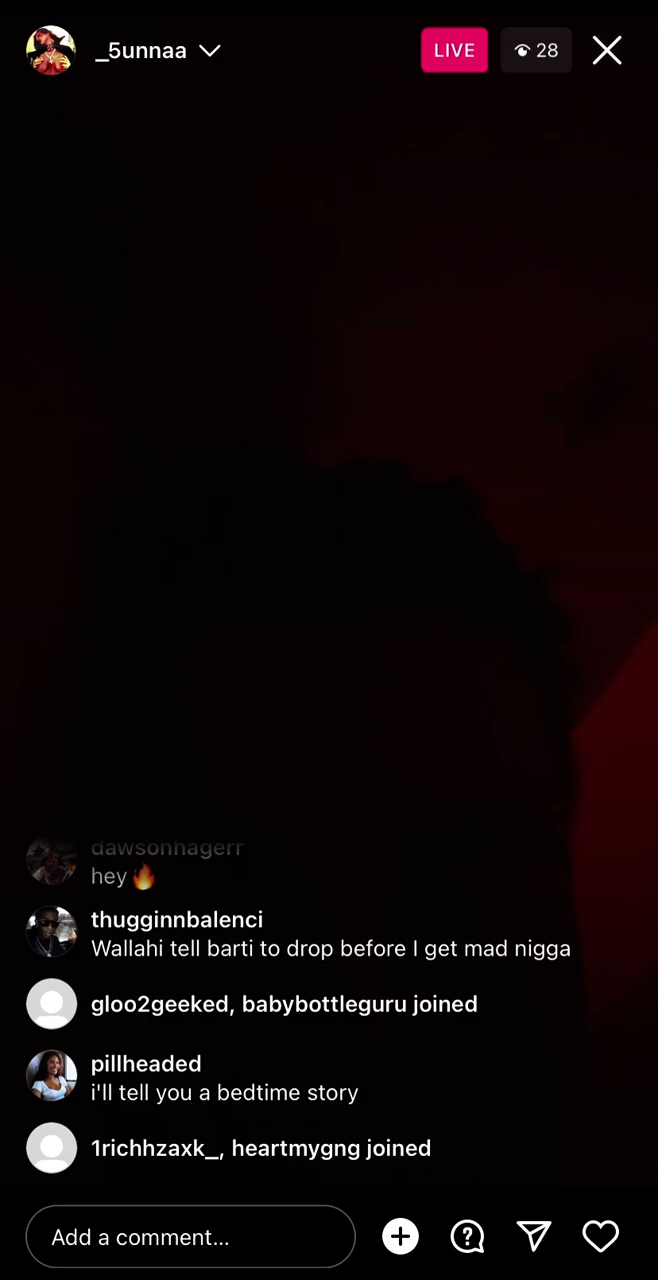 _5unnaa
LIVE
28
dawsonhagerr
hey 🔥
thugginnbalenci
Wallahi tell barti to drop before I get mad nigga
gloo2geeked, babybottleguru joined
pillheaded
i'll tell you a bedtime story
1richhzaxk_, heartmygng joined
Add a comment...